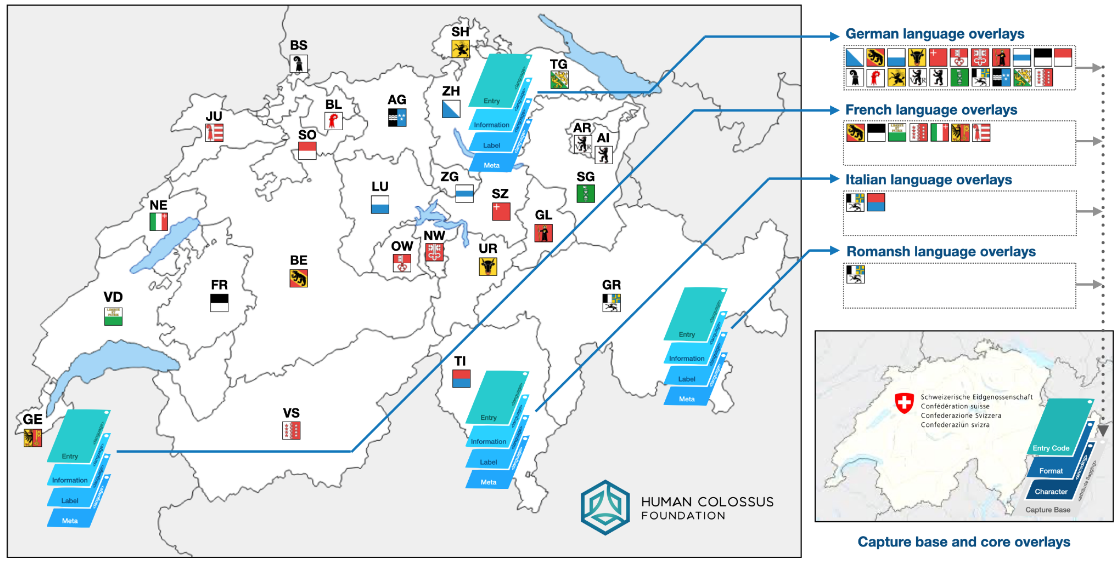 SH
BS
TG
ZH
BL
AG
JU
SO
AR
AI
ZG
LU
SZ
SG
NE
GL
OW
NW
UR
BE
FR
GR
VD
TI
GE
VS
Entry
Information
Label
Meta
Entry
Information
Label
Meta
Entry
Information
Label
Meta
Entry
Information
Label
Meta
HUMAN COLOSSUS
FOUNDATION
German language overlays
French language overlays
Italian language overlays
Romansh language overlays
Schweizerische Eidgenossenschaft
Confédération suisse
Confederazione Svizzera
Confederaziun svizra
Entry Code
Format
Character
Capture Base
Capture base and core overlays